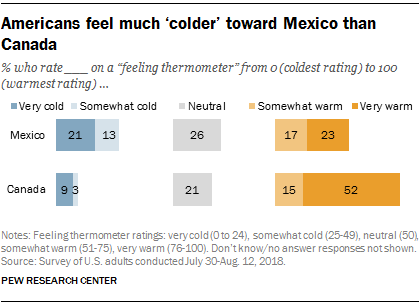 Americans feel much ‘colder’ toward Mexico than
Canada
% who rate ____ on a “feeling thermometer” from 0 (coldest rating) to 100
(warmest rating) ...
Very cold Somewhat cold Neutral Somewhat warm Very warm
Mexico 21 13 26 17 23
Canada 9 3 21 15 52
Notes: Feeling thermometer ratings: very cold (0 to 24), somewhat cold (25-49), neutral (50),
somewhat warm (51-75), very warm (76-100). Don’t know/no answer responses not shown.
Source: Survey of U.S. adults conducted July 30-Aug. 12, 2018.
PEW RESEARCH CENTER